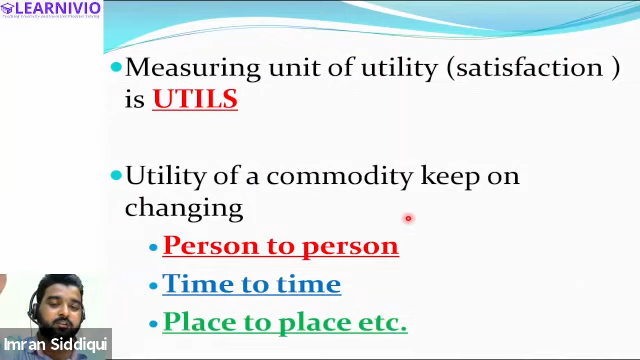 LEARNIVIO
Measuring unit of utility (satisfaction )
is UTILS
Utility of a commodity keep on
changing
Person to person
Time to time
Place to place etc.
Imran Siddiqui